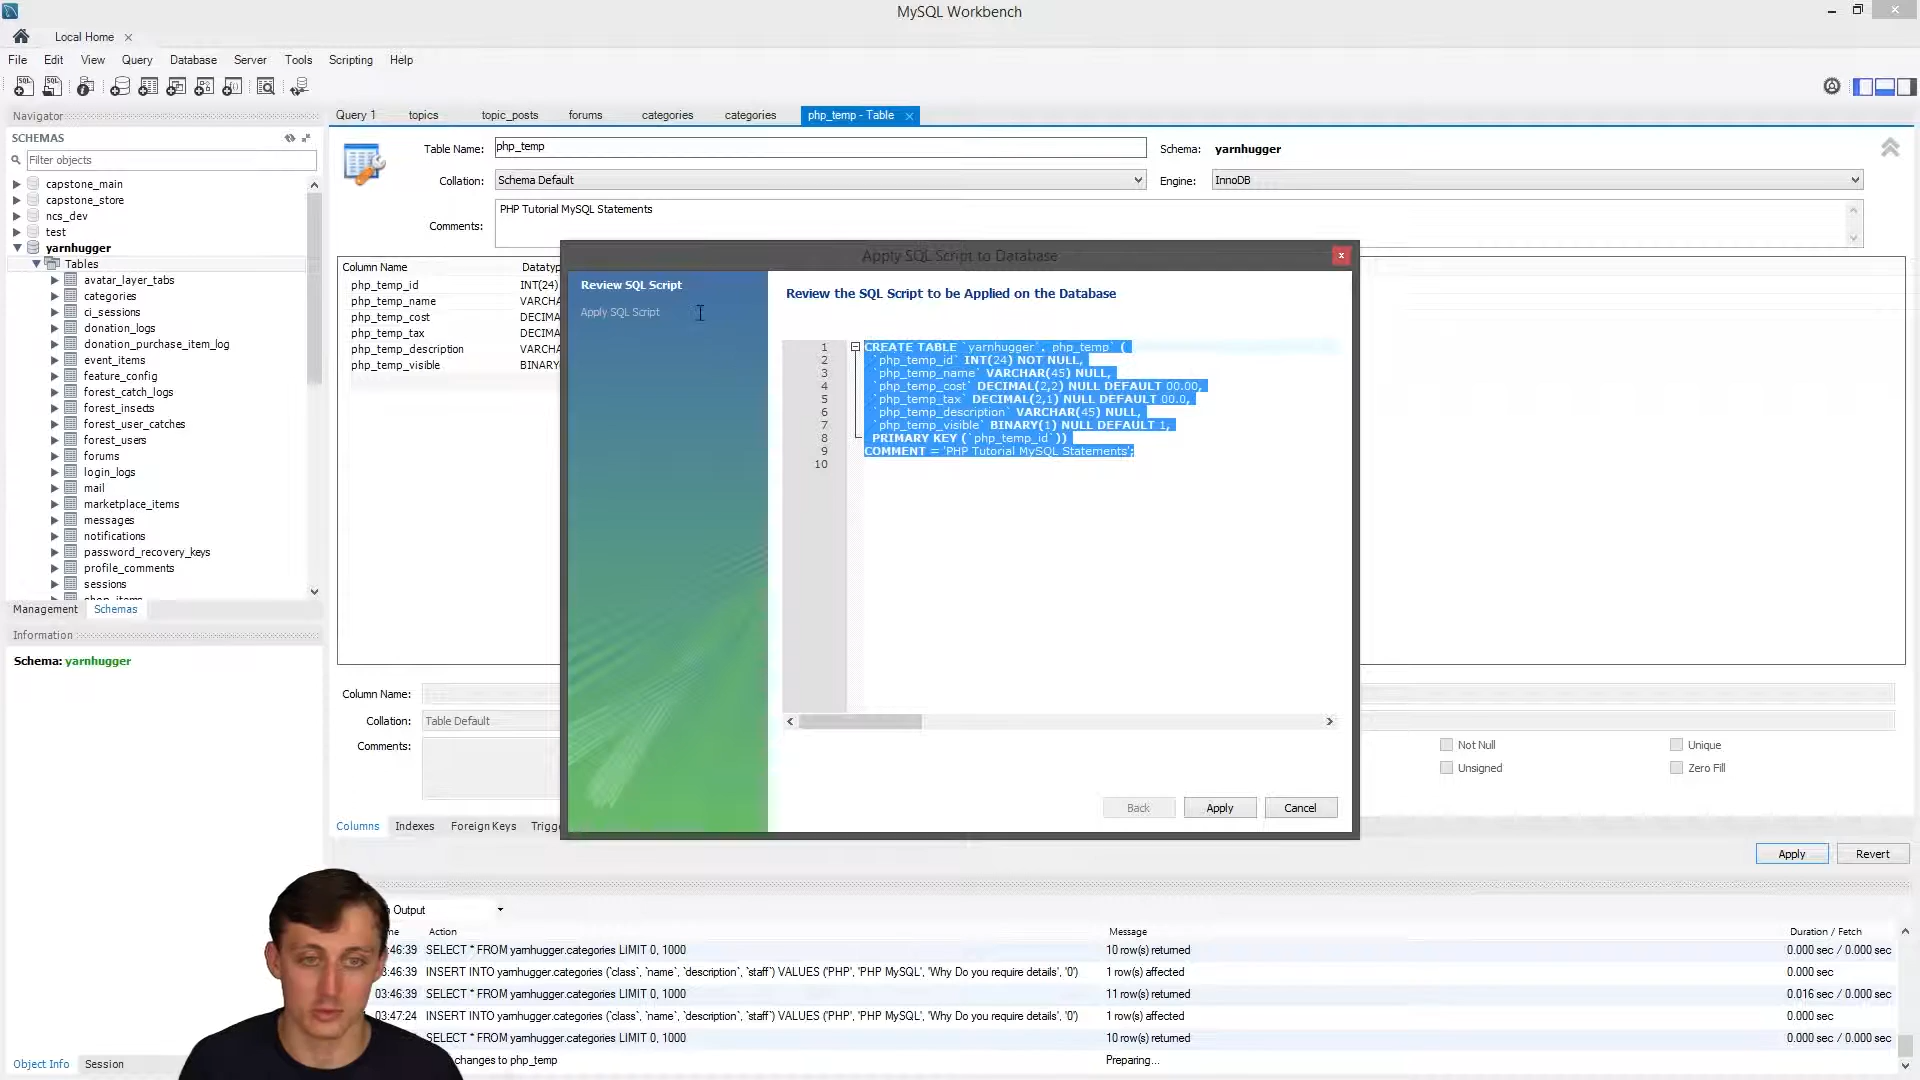 MySQL Workbench
Local Home
File Edit View Query Database Server Tools Scripting Help
Navigator
SCHEMAS
Filter objects
capstone_main
capstone_store
ncs_dev
test
yarnhugger
Tables
avatar_layer_tabs
categories
ci_sessions
donation_logs
donation_purchase_item_log
event_items
feature_config
forest_catch_logs
forest_insects
forest_user_catches
forest_users
forums
login_logs
mail
marketplace_items
messages
notifications
password_recovery_keys
profile_comments
sessions
shop_items
Management Schemas
Information
Schema: yarnhugger
Object Info Session
Query 1 topics topic_posts forums categories categories php_temp - Table
Table Name: php_temp Schema: yarnhugger
Collation: Schema Default Engine: InnoDB
Comments: PHP Tutorial MySQL Statements
Column Name Datatyp
php_temp_id INT(24)
php_temp_name VARCHA
php_temp_cost DECIMA
php_temp_tax DECIMA
php_temp_description VARCHA
php_temp_visible BINARY
Apply SQL Script to Database
Review SQL Script
Apply SQL Script
Review the SQL Script to be Applied on the Database
1 CREATE TABLE `yarnhugger`.`php_temp` (
2 `php_temp_id` INT(24) NOT NULL,
3 `php_temp_name` VARCHAR(45) NULL,
4 `php_temp_cost` DECIMAL(2,2) NULL DEFAULT 00.00,
5 `php_temp_tax` DECIMAL(2,1) NULL DEFAULT 00.0,
6 `php_temp_description` VARCHAR(45) NULL,
7 `php_temp_visible` BINARY(1) NULL DEFAULT 1,
8 PRIMARY KEY (`php_temp_id`))
9 COMMENT = 'PHP Tutorial MySQL Statements';
10
Back Apply Cancel
Column Name:
Collation: Table Default
Comments:
Not Null Unique
Unsigned Zero Fill
Columns Indexes Foreign Keys Trigg
Apply Revert
Output
me Action Message Duration / Fetch
:46:39 SELECT * FROM yarnhugger.categories LIMIT 0, 1000 10 row(s) returned 0.000 sec / 0.000 sec
:46:39 INSERT INTO yarnhugger.categories (`class`, `name`, `description`, `staff`) VALUES ('PHP', 'PHP MySQL', 'Why Do you require details', '0') 1 row(s) affected 0.000 sec
03:46:39 SELECT * FROM yarnhugger.categories LIMIT 0, 1000 11 row(s) returned 0.016 sec / 0.000 sec
03:47:24 INSERT INTO yarnhugger.categories (`class`, `name`, `description`, `staff`) VALUES ('PHP', 'PHP MySQL', 'Why Do you require details', '0') 1 row(s) affected 0.000 sec
SELECT * FROM yarnhugger.categories LIMIT 0, 1000 10 row(s) returned 0.000 sec / 0.000 sec
changes to php_temp Preparing...